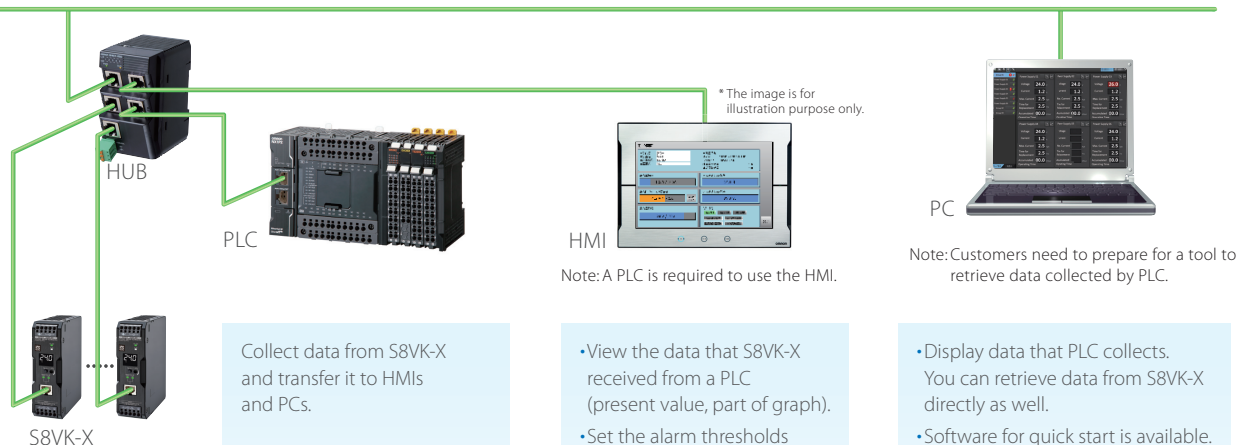 * The image is for
illustration purpose only.
HUB
PLC
HMI
PC
Note: A PLC is required to use the HMI.
Note: Customers need to prepare for a tool to
retrieve data collected by PLC.
S8VK-X
Collect data from S8VK-X
and transfer it to HMIs
and PCs.
•View the data that S8VK-X
received from a PLC
(present value, part of graph).
•Set the alarm thresholds
•Display data that PLC collects.
You can retrieve data from S8VK-X
directly as well.
•Software for quick start is available.